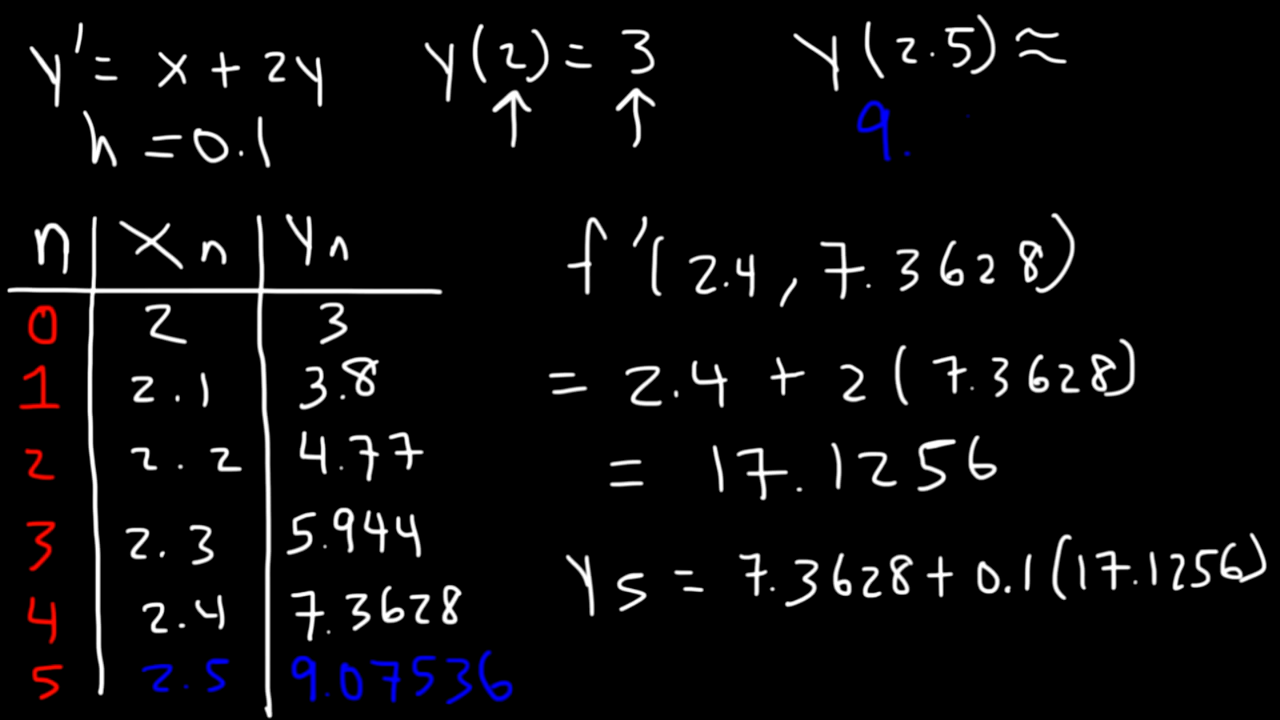 y' = x + 2y   y(2) = 3   y(2.5) ≈
h = 0.1   9.
n | Xn | Yn
0 | 2 | 3
1 | 2.1 | 3.8
2 | 2.2 | 4.77
3 | 2.3 | 5.944
4 | 2.4 | 7.3628
5 | 2.5 | 9.07536
f'(2.4, 7.3628)
= 2.4 + 2(7.3628)
= 17.1256
Y5 = 7.3628 + 0.1(17.1256)